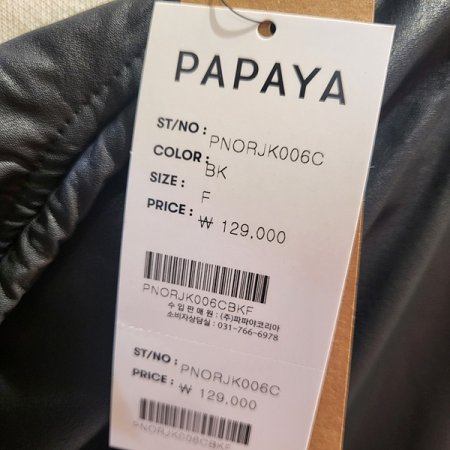 PAPAYA
ST/NO : PNORJK006C
COLOR : BK
SIZE : F
PRICE : ₩ 129,000
PNORJK006CBKF
수 입 판 매 원 : (주)파파야코리아
소비자상담실 : 031-766-6978
ST/NO : PNORJK006C
PRICE : ₩ 129,000
PNORJK006CBKF